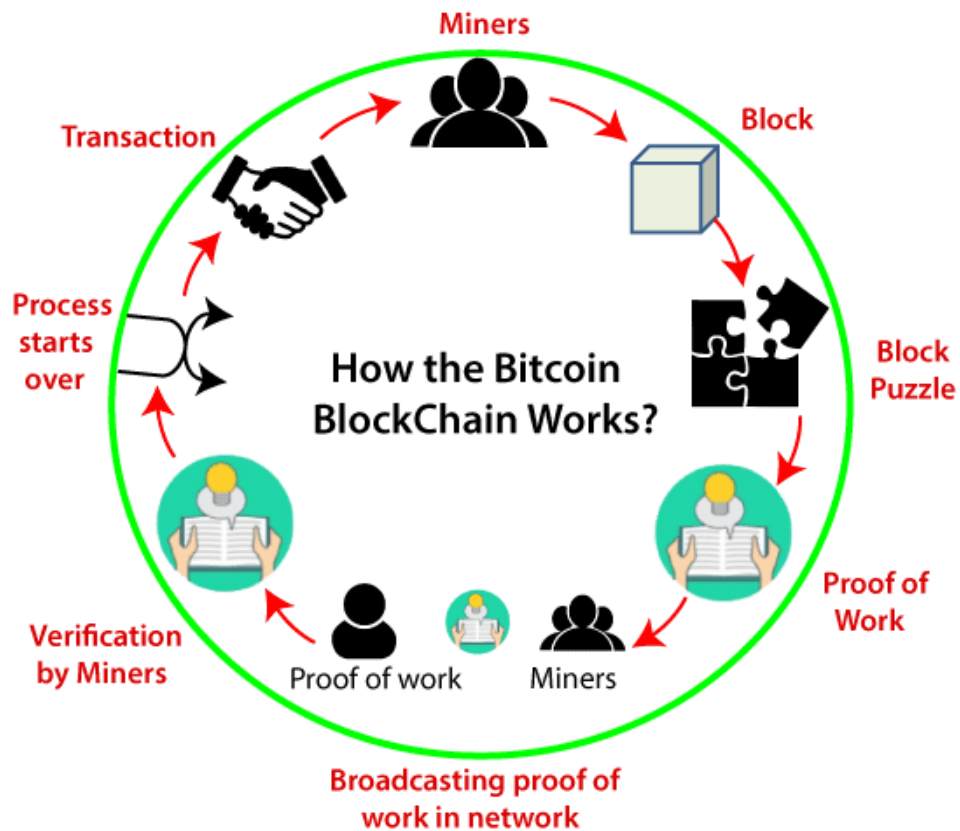 Miners
Transaction
Block
Process
starts
over
How the Bitcoin
BlockChain Works?
Block
Puzzle
Proof of
Work
Verification
by Miners
Proof of work
Miners
Broadcasting proof of
work in network